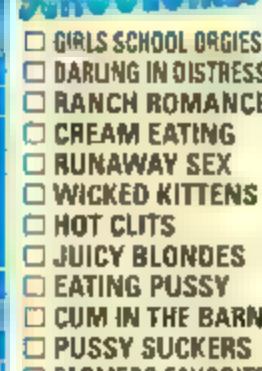 GIRLS SCHOOL ORGIES
DARLING IN DISTRESS
RANCH ROMANCE
CREAM EATING
RUNAWAY SEX
WICKED KITTENS
HOT CLITS
JUICY BLONDES
EATING PUSSY
CUM IN THE BARN
PUSSY SUCKERS